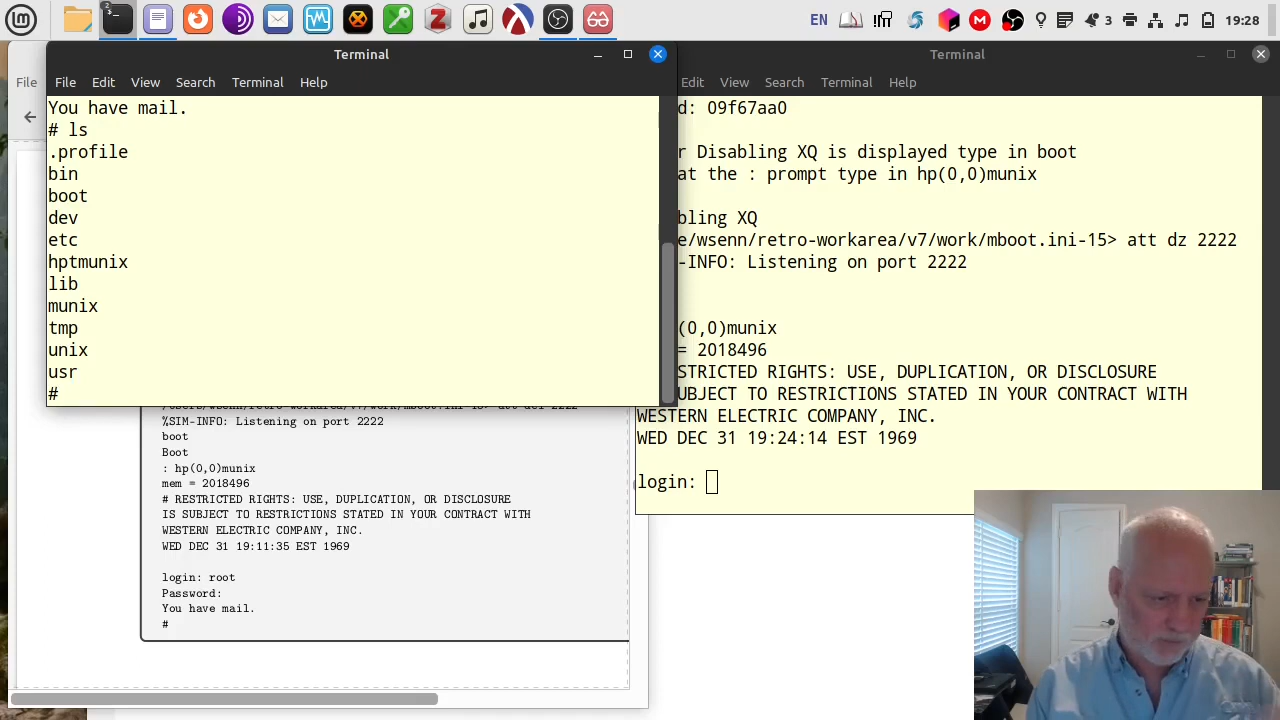 EN
3
19:28
Terminal
File Edit View Search Terminal Help
You have mail.
# ls
.profile
bin
boot
dev
etc
hptmunix
lib
munix
tmp
unix
usr
#
Terminal
Edit View Search Terminal Help
d: 09f67aa0
r Disabling XQ is displayed type in boot
at the : prompt type in hp(0,0)munix
bling XQ
e/wsenn/retro-workarea/v7/work/mboot.ini-15> att dz 2222
-INFO: Listening on port 2222
(0,0)munix
= 2018496
STRICTED RIGHTS: USE, DUPLICATION, OR DISCLOSURE
UBJECT TO RESTRICTIONS STATED IN YOUR CONTRACT WITH
WESTERN ELECTRIC COMPANY, INC.
WED DEC 31 19:24:14 EST 1969
login:
File
%SIM-INFO: Listening on port 2222
boot
Boot
: hp(0,0)munix
mem = 2018496
# RESTRICTED RIGHTS: USE, DUPLICATION, OR DISCLOSURE
IS SUBJECT TO RESTRICTIONS STATED IN YOUR CONTRACT WITH
WESTERN ELECTRIC COMPANY, INC.
WED DEC 31 19:11:35 EST 1969
login: root
Password:
You have mail.
#